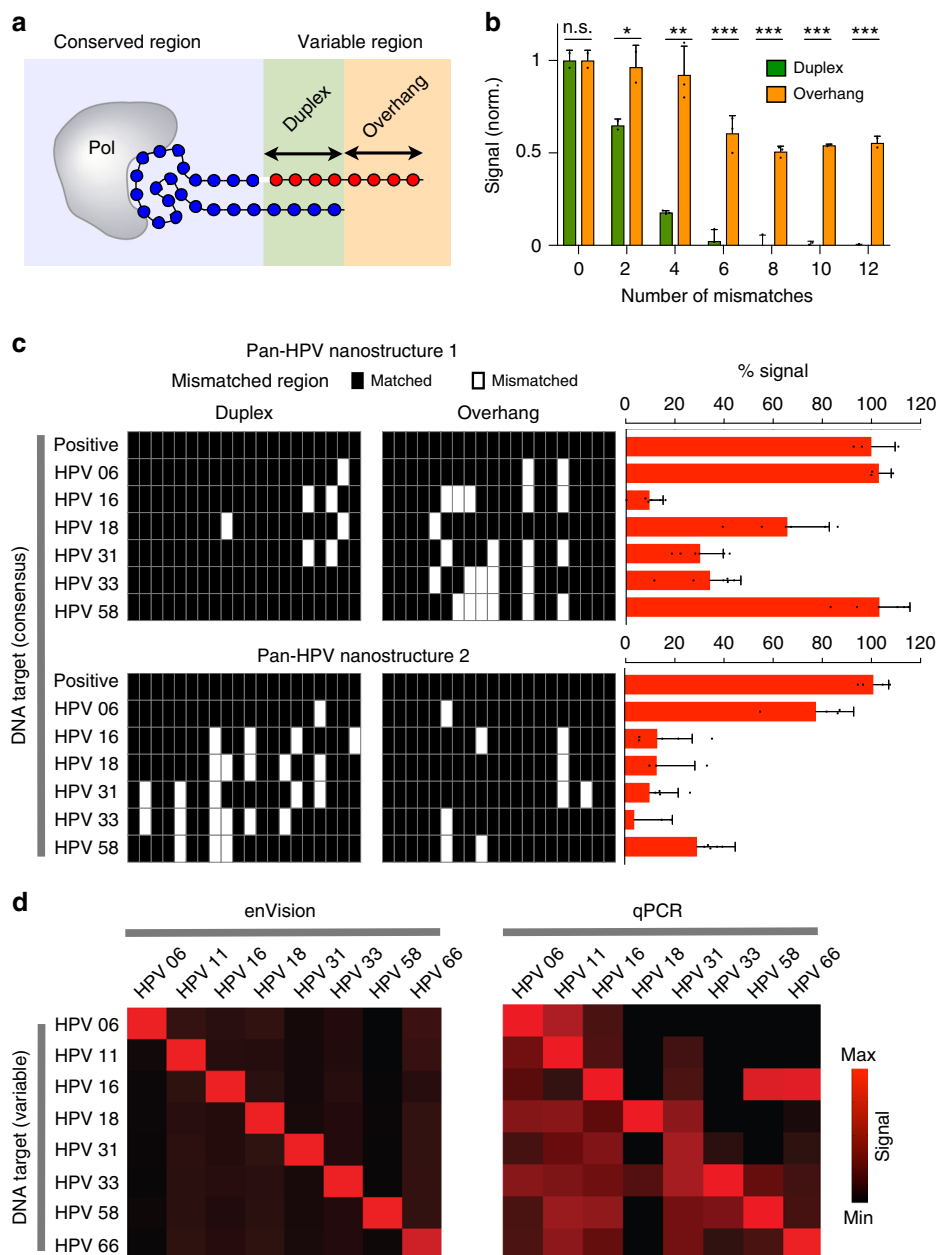 a
Conserved region
Variable region
Pol
Duplex
Overhang
b
Signal (norm.)
1
0.5
0
n.s.
*
**
***
***
***
***
Duplex
Overhang
0 2 4 6 8 10 12
Number of mismatches
c
Pan-HPV nanostructure 1
Mismatched region Matched Mismatched
Duplex Overhang
% signal
0 20 40 60 80 100 120
DNA target (consensus)
Positive
HPV 06
HPV 16
HPV 18
HPV 31
HPV 33
HPV 58
Pan-HPV nanostructure 2
0 20 40 60 80 100 120
Positive
HPV 06
HPV 16
HPV 18
HPV 31
HPV 33
HPV 58
d
enVision
qPCR
HPV 06 HPV 11 HPV 16 HPV 18 HPV 31 HPV 33 HPV 58 HPV 66
HPV 06 HPV 11 HPV 16 HPV 18 HPV 31 HPV 33 HPV 58 HPV 66
DNA target (variable)
HPV 06
HPV 11
HPV 16
HPV 18
HPV 31
HPV 33
HPV 58
HPV 66
Max
Signal
Min